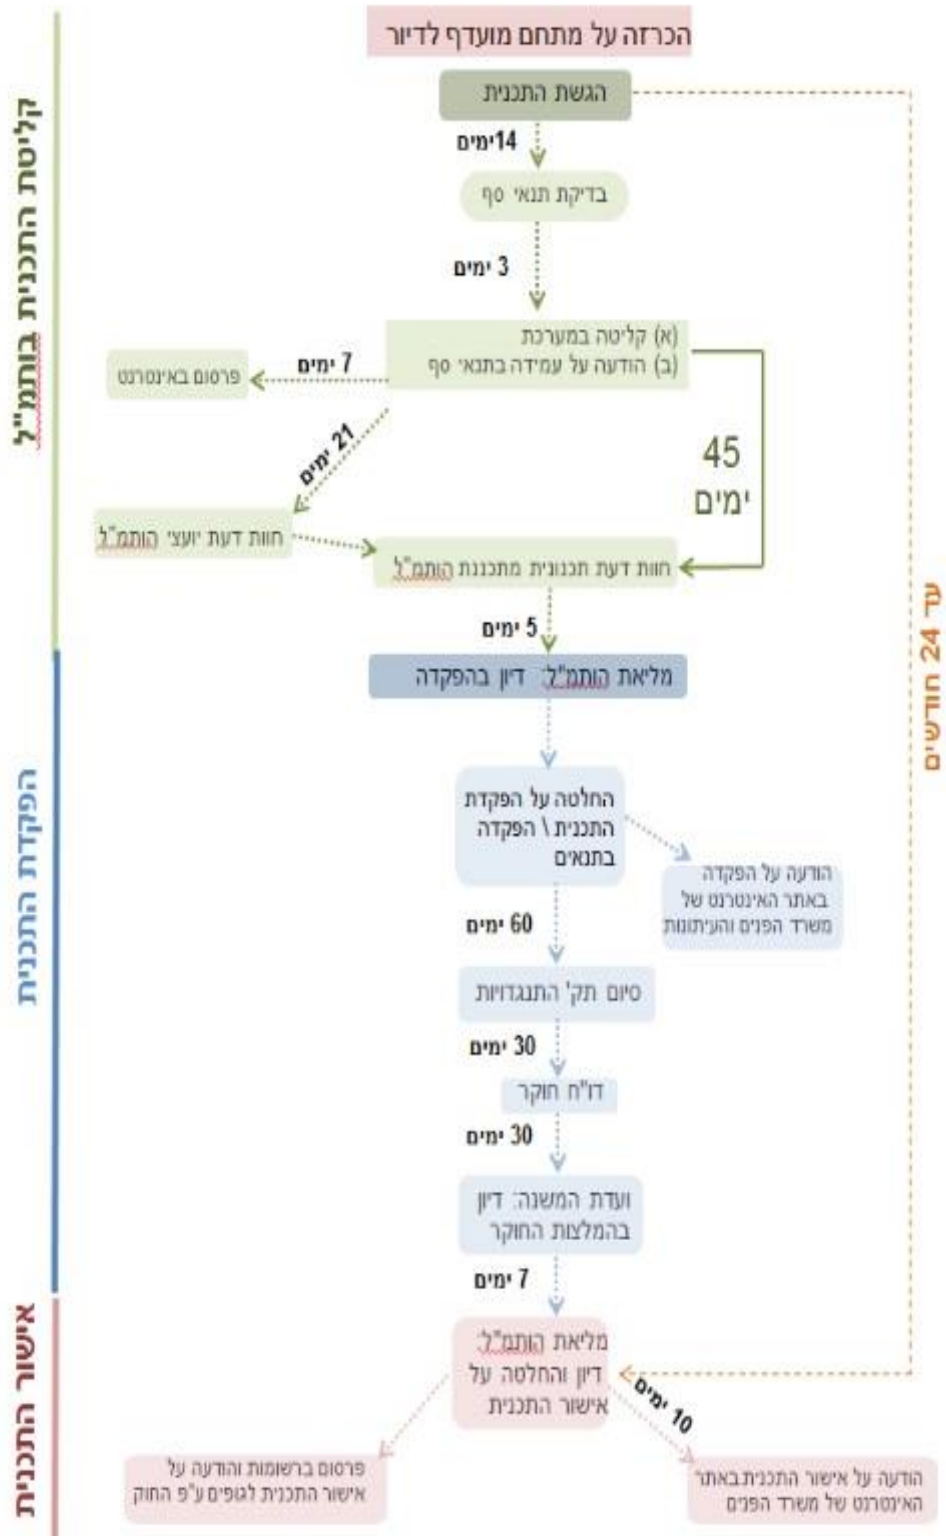 הכרזה על מתחם מועדף לדיור
הגשת התכנית
14ימים
בדיקת תנאי סף
3 ימים
(א) קליטה במערכת
(ב) הודעה על עמידה בתנאי סף
7 ימים
פרסום באינטרנט
21 ימים
45
ימים
חוות דעת יועצי הותמ"ל
חוות דעת תכנונית מתכננת הותמ"ל
5 ימים
קליטת התכנית בותמ"ל
עד 24 חודשים
מליאת הותמ"ל: דיון בהפקדה
החלטה על הפקדת
התכנית \ הפקדה
בתנאים
הודעה על הפקדה
באתר האינטרנט של
משרד הפנים והעיתונות
60 ימים
סיום תק' התנגדויות
30 ימים
דו"ח חוקר
30 ימים
ועדת המשנה: דיון
בהמלצות החוקר
7 ימים
הפקדת התכנית
מליאת הותמ"ל:
דיון והחלטה על
אישור התכנית
10 ימים
הודעה על אישור התכנית באתר
האינטרנט של משרד הפנים
פרסום ברשומות והודעה על
אישור התכנית לגופים ע"פ החוק
אישור התכנית